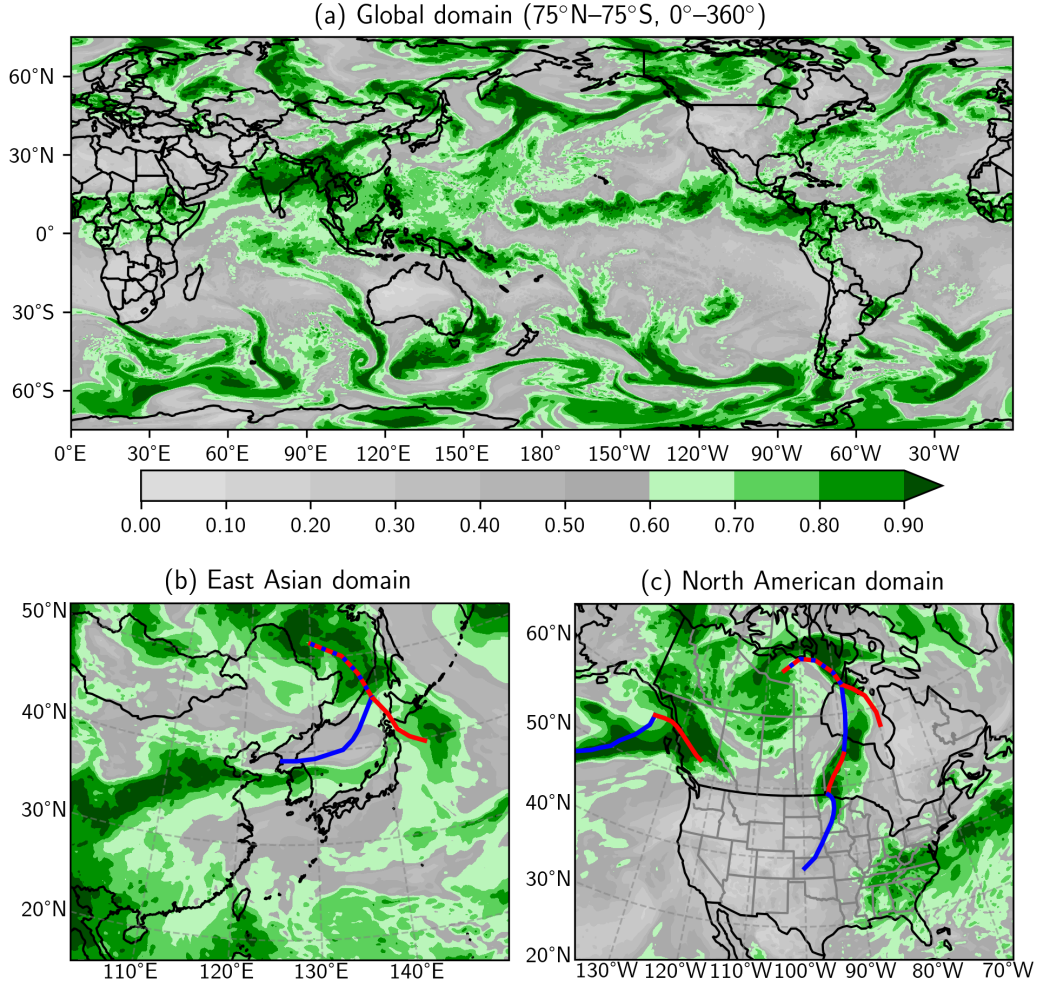 (a) Global domain (75°N–75°S, 0°–360°)
60°N
30°N
0°
30°S
60°S
0°E 30°E 60°E 90°E 120°E 150°E 180° 150°W 120°W 90°W 60°W 30°W
0.00 0.10 0.20 0.30 0.40 0.50 0.60 0.70 0.80 0.90
(b) East Asian domain
50°N
40°N
30°N
20°N
110°E 120°E 130°E 140°E
(c) North American domain
60°N
50°N
40°N
30°N
20°N
130°W 120°W 110°W 100°W 90°W 80°W 70°W